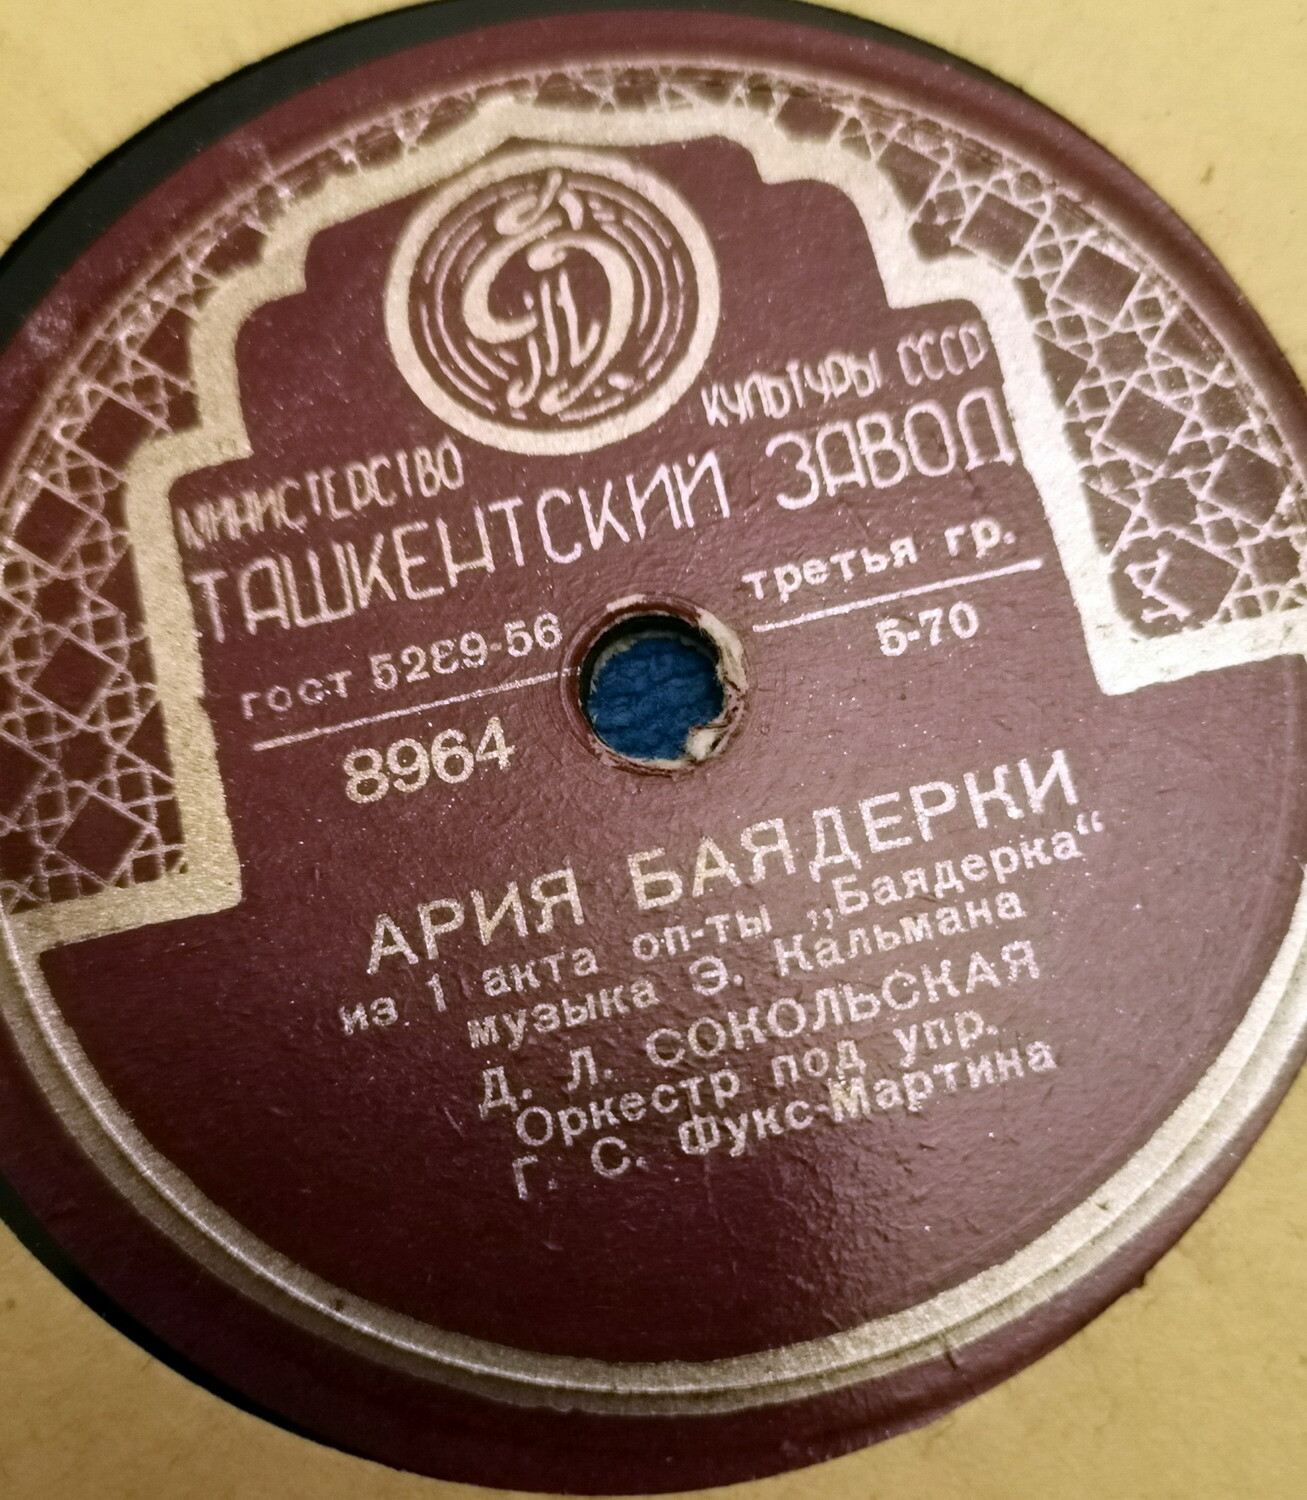 МИНИСТЕРСТВО КУЛЬТУРЫ СССР
ТАШКЕНТСКИЙ ЗАВОД
ГОСТ 5289-56
третья гр.
8964
5-70
АРИЯ БАЯДЕРКИ
из 1 акта оп-ты „Баядерка“
музыка Э. Кальмана
Д. Л. СОКОЛЬСКАЯ
Оркестр под упр.
Г. С. Фукс-Мартина